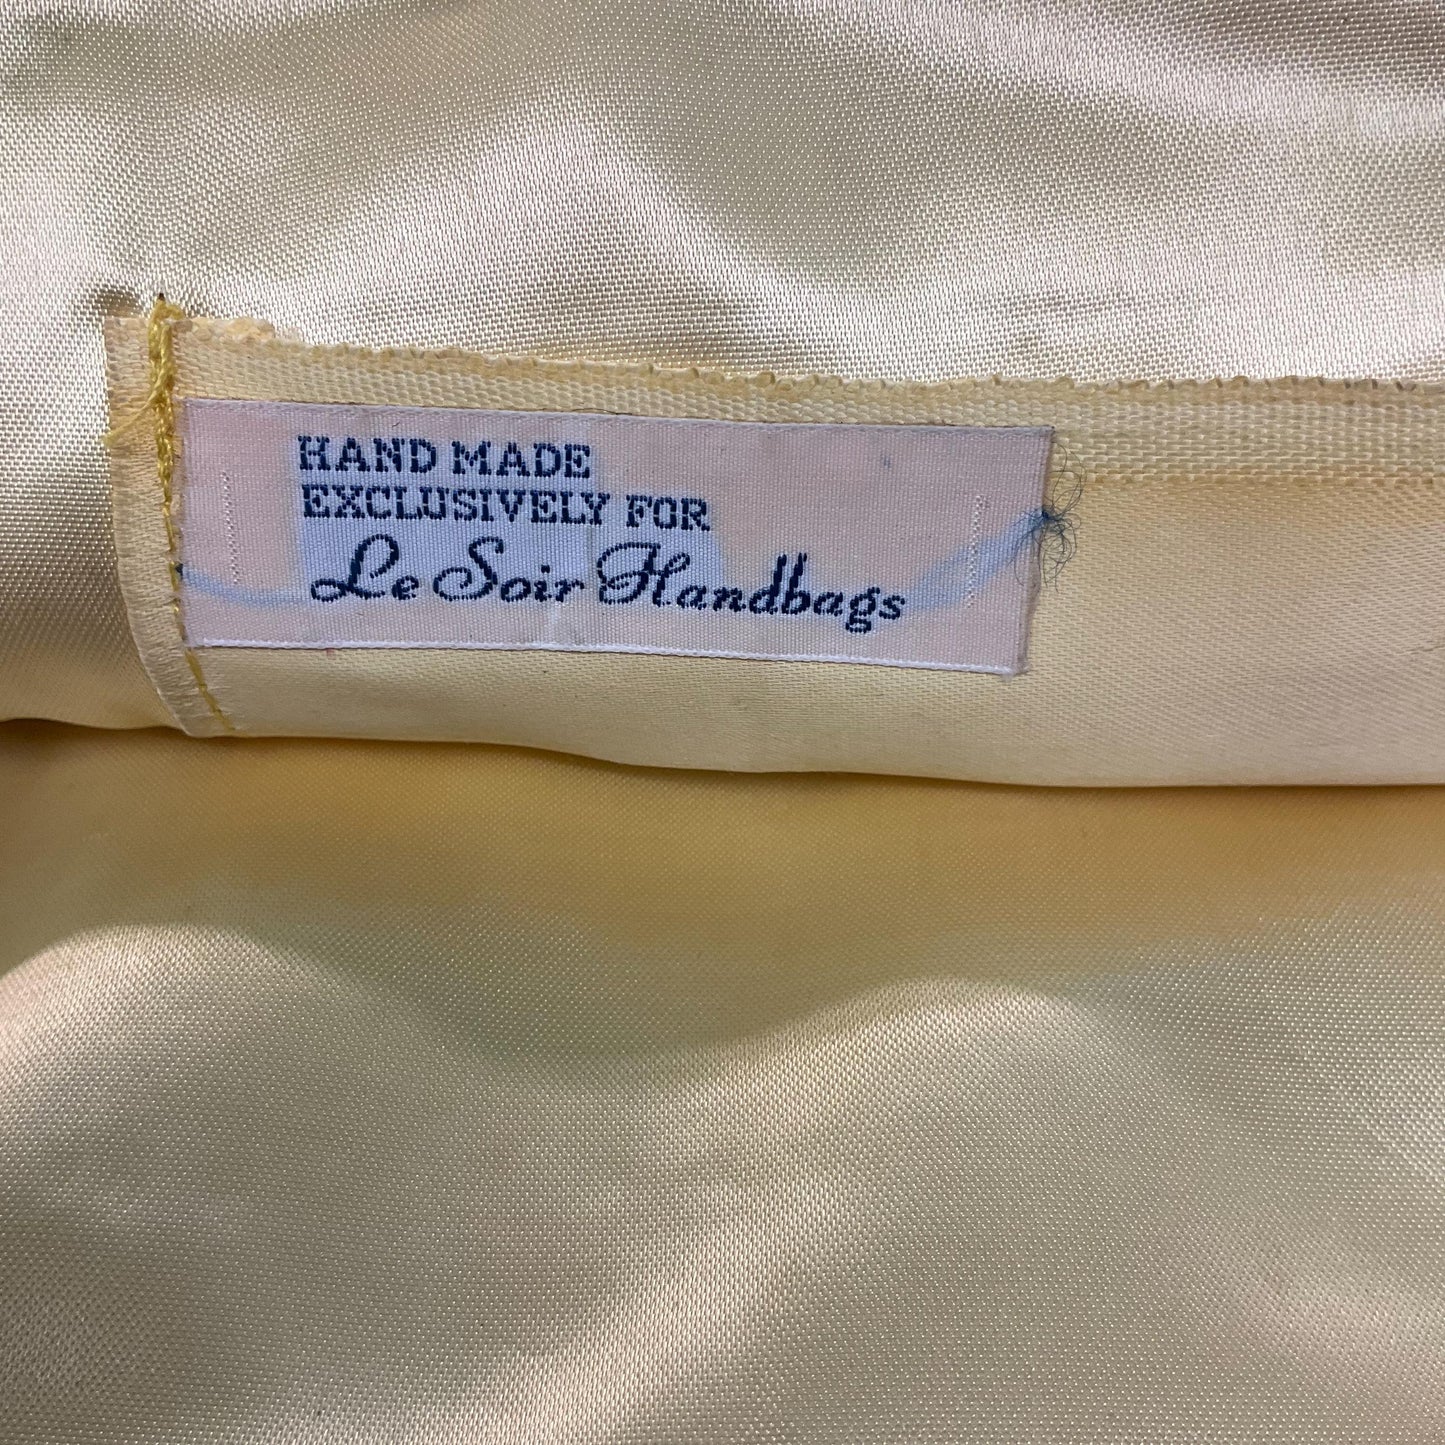 HAND MADE
EXCLUSIVELY FOR
Le Soir Handbags